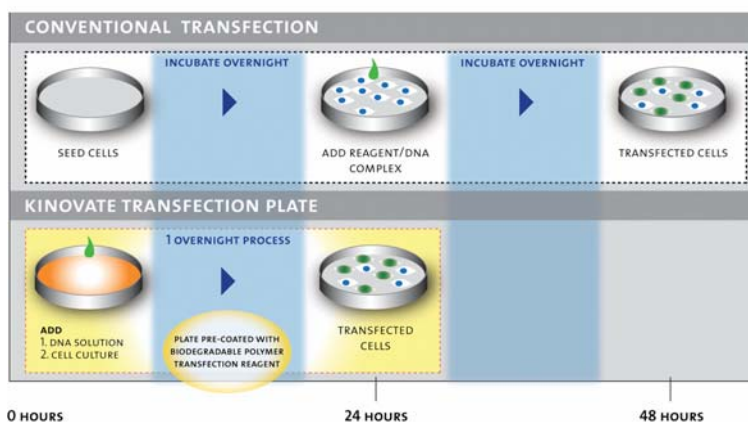 CONVENTIONAL TRANSFECTION
INCUBATE OVERNIGHT
INCUBATE OVERNIGHT
SEED CELLS
ADD REAGENT/DNA
COMPLEX
TRANSFECTED CELLS
KINOVATE TRANSFECTION PLATE
1 OVERNIGHT PROCESS
ADD
1. DNA SOLUTION
2. CELL CULTURE
PLATE PRE-COATED WITH
BIODEGRADABLE POLYMER
TRANSFECTION REAGENT
TRANSFECTED
CELLS
0 HOURS
24 HOURS
48 HOURS